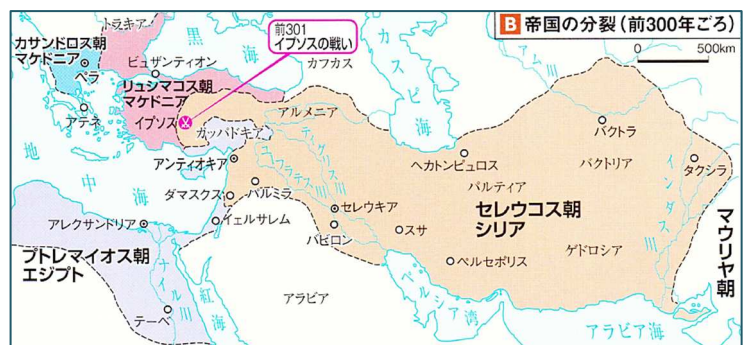 B 帝国の分裂(前300年ごろ)
0 500km
トラキア
カサンドロス朝
マケドニア
ペラ
黒海
前301
イプソスの戦い
カフカス
カスピ海
アム川
ビュザンティオン
リュシマコス朝
マケドニア
アテネ
イプソス
カッパドキア
アルメニア
ティグリス川
ユーフラテス川
バクトラ
バクトリア
インダス川
タクシラ
地中海
アンティオキア
ヘカトンピュロス
パルティア
ダマスクス
パルミラ
セレウキア
セレウコス朝
シリア
マウリヤ朝
アレクサンドリア
イェルサレム
バビロン
スサ
ゲドロシア
プトレマイオス朝
エジプト
ペルセポリス
ナイル川
紅海
アラビア
ペルシア湾
テーベ
アラビア海